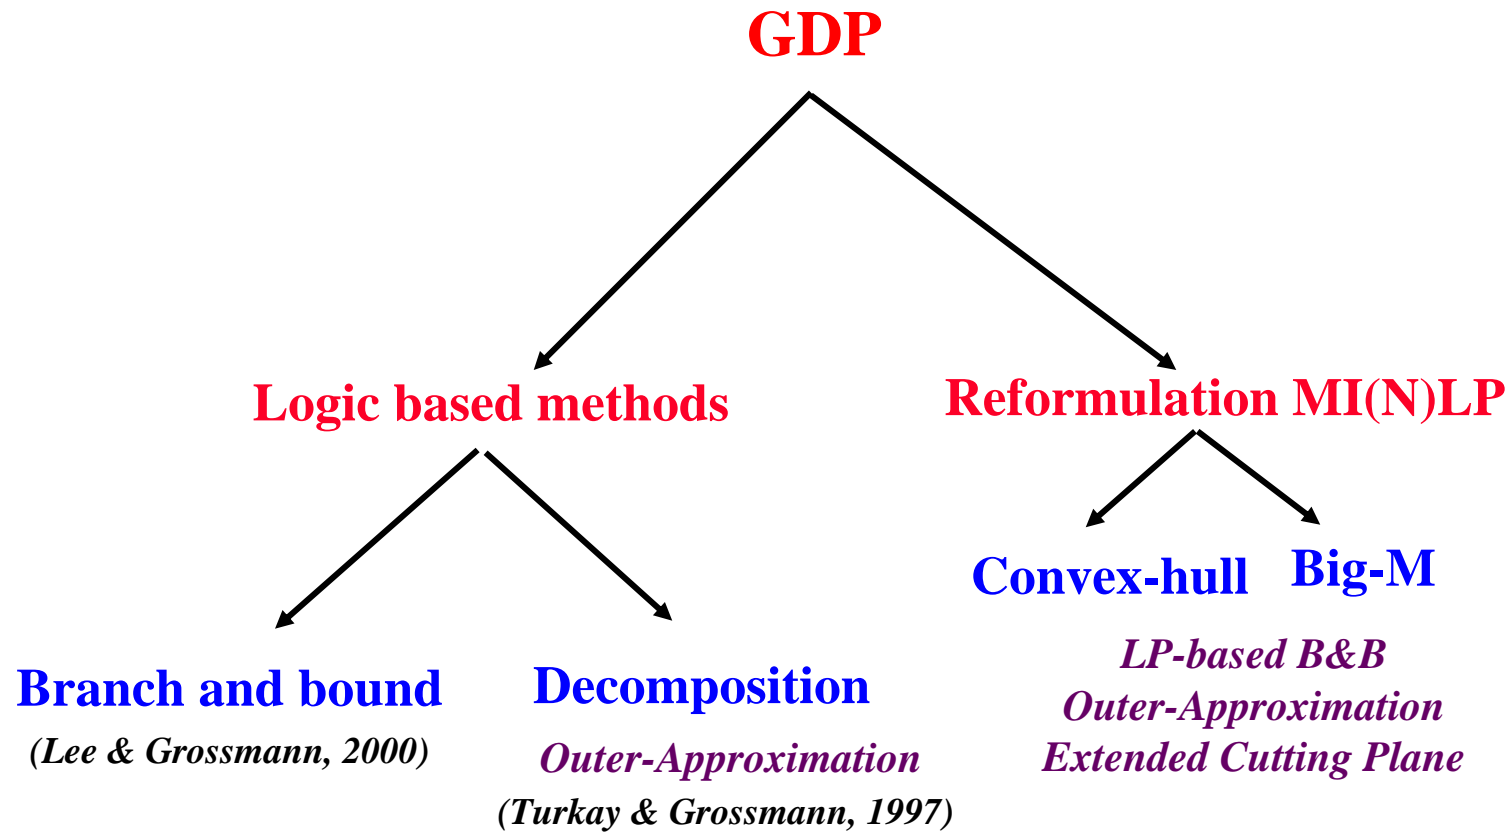 GDP
Logic based methods
Reformulation MI(N)LP
Branch and bound
(Lee & Grossmann, 2000)
Decomposition
Outer-Approximation
(Turkay & Grossmann, 1997)
Convex-hull
Big-M
LP-based B&B
Outer-Approximation
Extended Cutting Plane